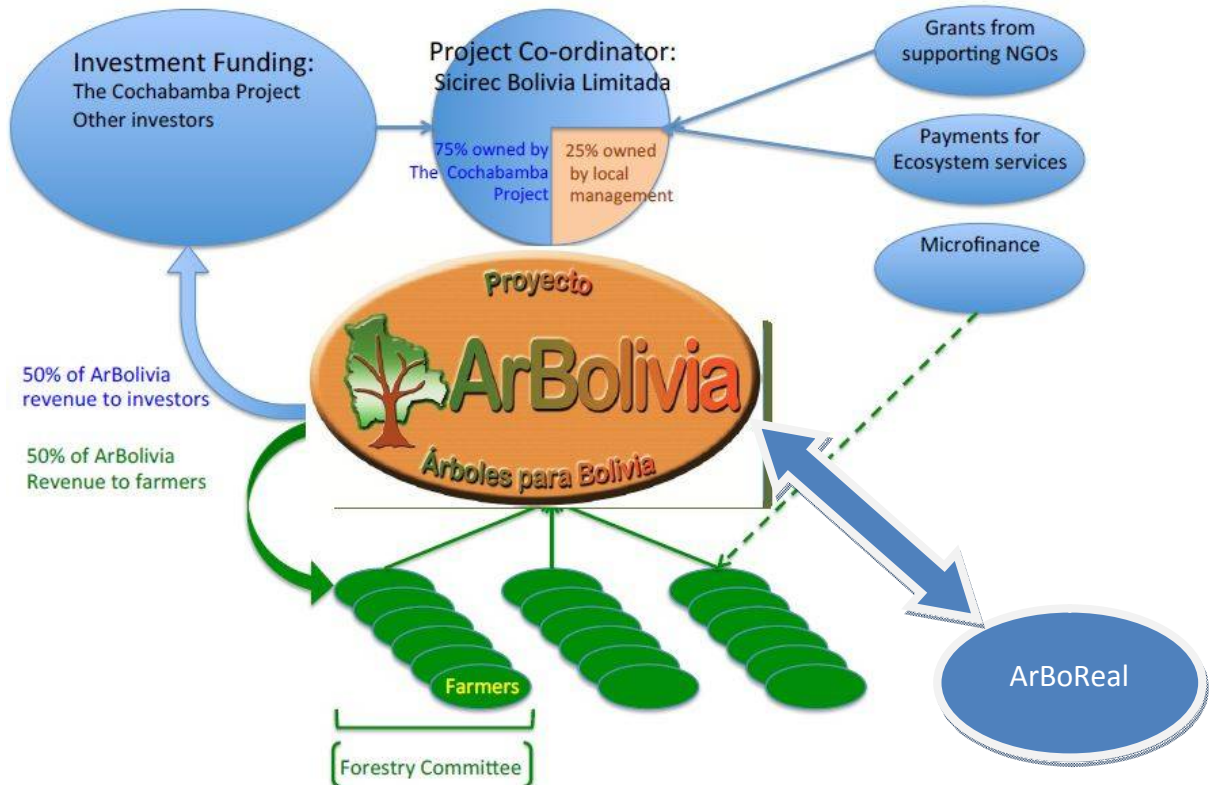 Investment Funding:
The Cochabamba Project
Other investors
Project Co-ordinator:
Sicirec Bolivia Limitada
75% owned by
The Cochabamba
Project
25% owned
by local
management
Grants from
supporting NGOs
Payments for
Ecosystem services
Microfinance
Proyecto
ArBolivia
Árboles para Bolivia
50% of ArBolivia
revenue to investors
50% of ArBolivia
Revenue to farmers
Farmers
Forestry Committee
ArBoReal